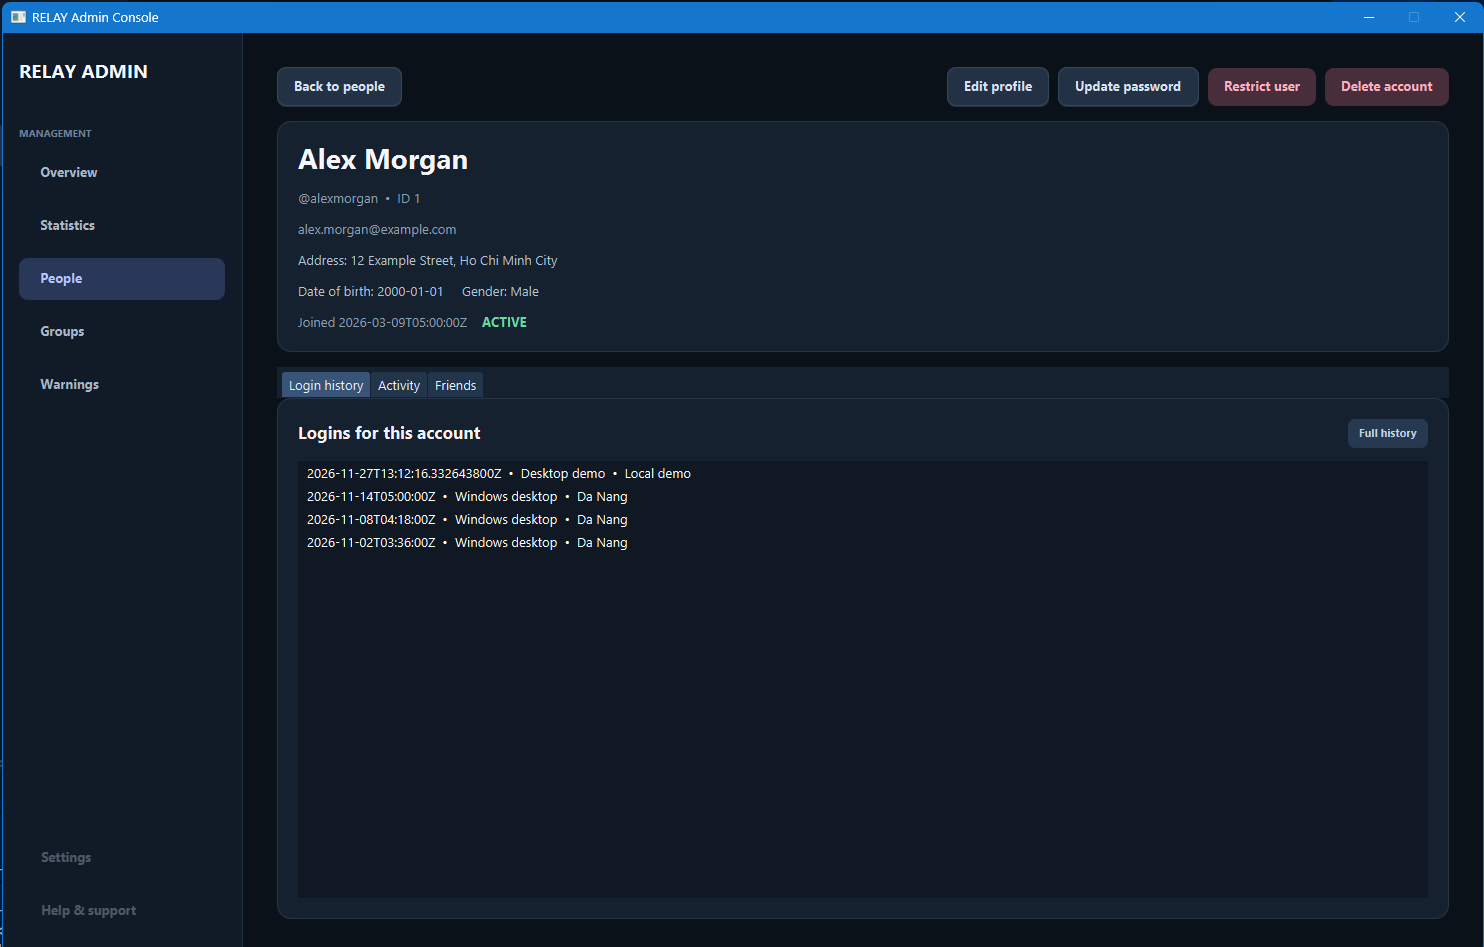 RELAY Admin Console
RELAY ADMIN
MANAGEMENT
Overview
Statistics
People
Groups
Warnings
Settings
Help & support
Back to people
Edit profile
Update password
Restrict user
Delete account
Alex Morgan
@alexmorgan • ID 1
alex.morgan@example.com
Address: 12 Example Street, Ho Chi Minh City
Date of birth: 2000-01-01 Gender: Male
Joined 2026-03-09T05:00:00Z ACTIVE
Login history Activity Friends
Logins for this account
Full history
2026-11-27T13:12:16.332643800Z • Desktop demo • Local demo
2026-11-14T05:00:00Z • Windows desktop • Da Nang
2026-11-08T04:18:00Z • Windows desktop • Da Nang
2026-11-02T03:36:00Z • Windows desktop • Da Nang